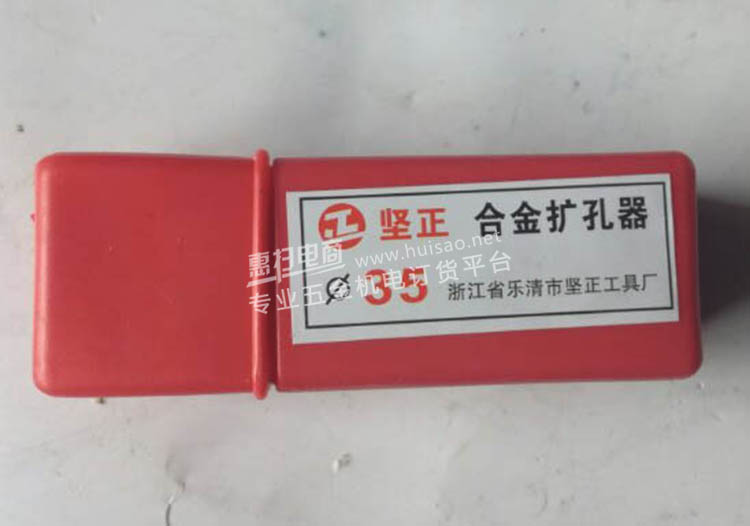 坚正 合金扩孔器
惠扫电商 www.huisao.net
专业五金机电订货平台
⌀ 35 浙江省乐清市坚正工具厂